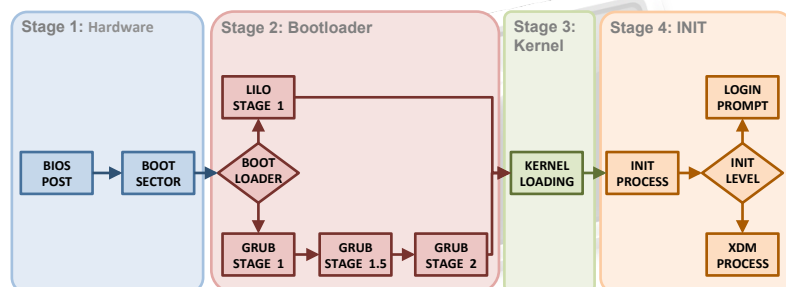 Stage 1: Hardware
Stage 2: Bootloader
Stage 3:
Kernel
Stage 4: INIT
BIOS
POST
BOOT
SECTOR
BOOT
LOADER
LILO
STAGE 1
GRUB
STAGE 1
GRUB
STAGE 1.5
GRUB
STAGE 2
KERNEL
LOADING
INIT
PROCESS
INIT
LEVEL
LOGIN
PROMPT
XDM
PROCESS